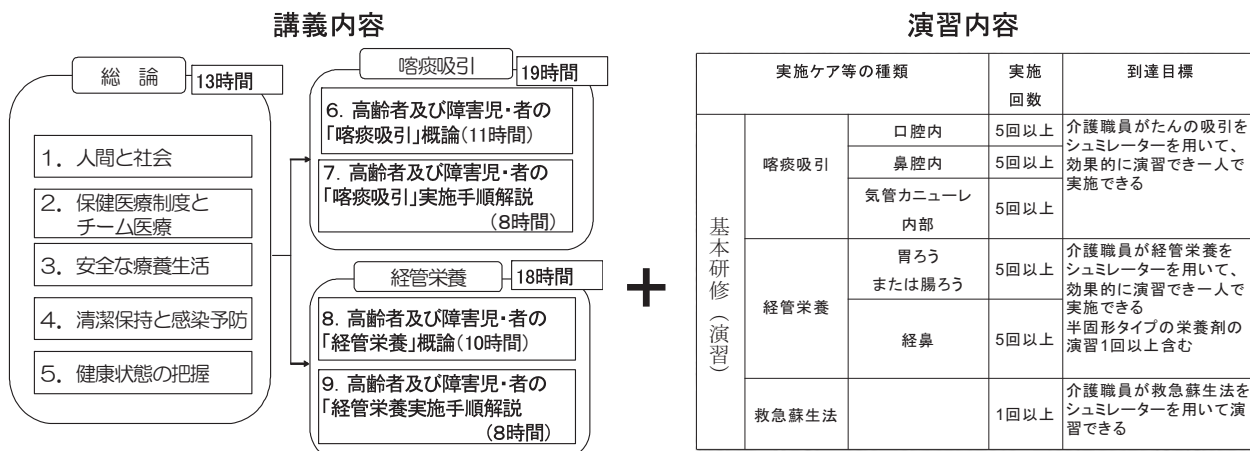 講義内容
総 論
13時間
1. 人間と社会
2. 保健医療制度と
チーム医療
3. 安全な療養生活
4. 清潔保持と感染予防
5. 健康状態の把握
喀痰吸引
19時間
6. 高齢者及び障害児・者の
「喀痰吸引」概論(11時間)
7. 高齢者及び障害児・者の
「喀痰吸引」実施手順解説
(8時間)
経管栄養
18時間
8. 高齢者及び障害児・者の
「経管栄養」概論(10時間)
9. 高齢者及び障害児・者の
「経管栄養実施手順解説
(8時間)
+
演習内容
実施ケア等の種類
実施
回数
到達目標
基本研修(演習)
喀痰吸引
口腔内
5回以上
鼻腔内
5回以上
気管カニューレ
内部
5回以上
介護職員がたんの吸引を
シュミレーターを用いて、
効果的に演習でき一人で
実施できる
経管栄養
胃ろう
または腸ろう
5回以上
経鼻
5回以上
介護職員が経管栄養を
シュミレーターを用いて、
効果的に演習でき一人で
実施できる
半固形タイプの栄養剤の
演習1回以上含む
救急蘇生法
1回以上
介護職員が救急蘇生法を
シュミレーターを用いて演
習できる